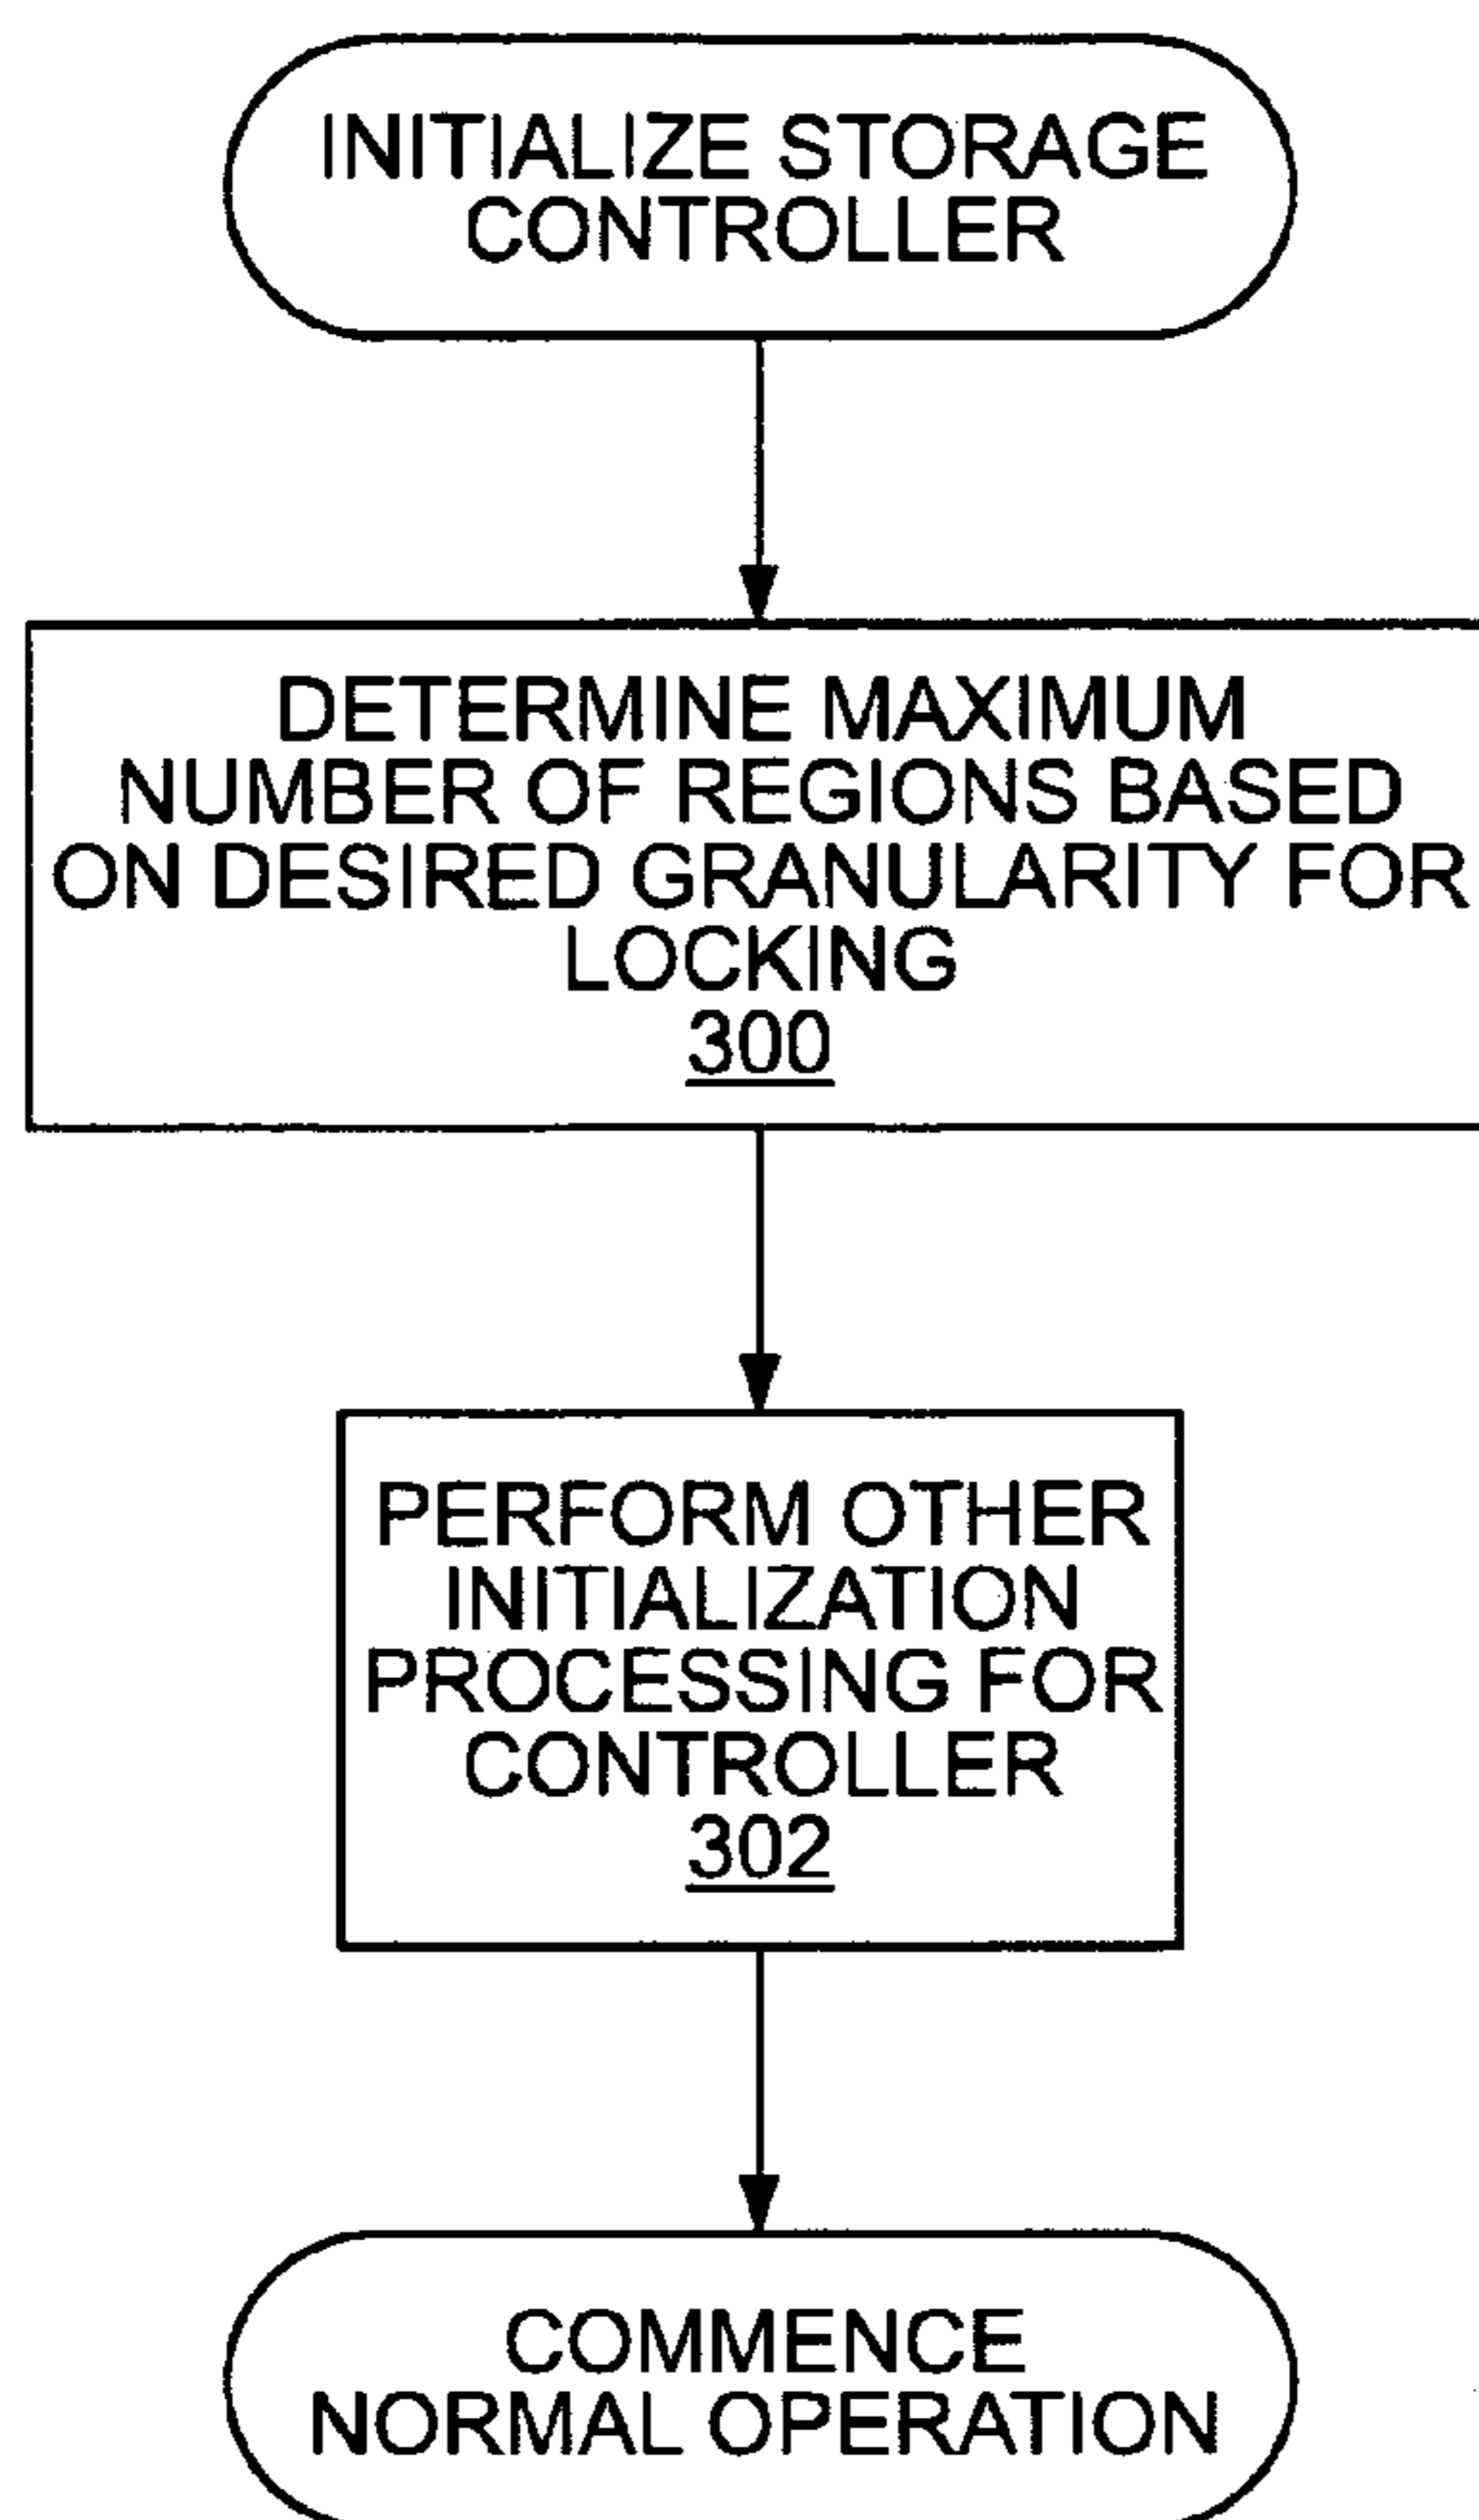 INITIALIZE STORAGE
CONTROLLER
DETERMINE MAXIMUM
NUMBER OF REGIONS BASED
ON DESIRED GRANULARITY FOR
LOCKING
300
PERFORM OTHER
INITIALIZATION
PROCESSING FOR
CONTROLLER
302
COMMENCE
NORMAL OPERATION